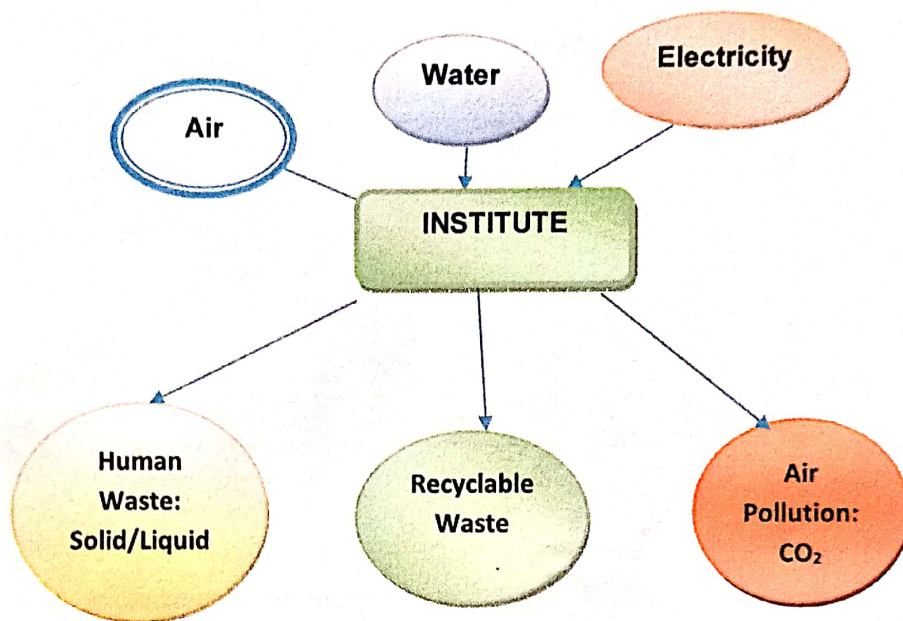 Electricity
Water
Air
INSTITUTE
Human
Waste:
Solid/Liquid
Recyclable
Waste
Air
Pollution:
CO₂